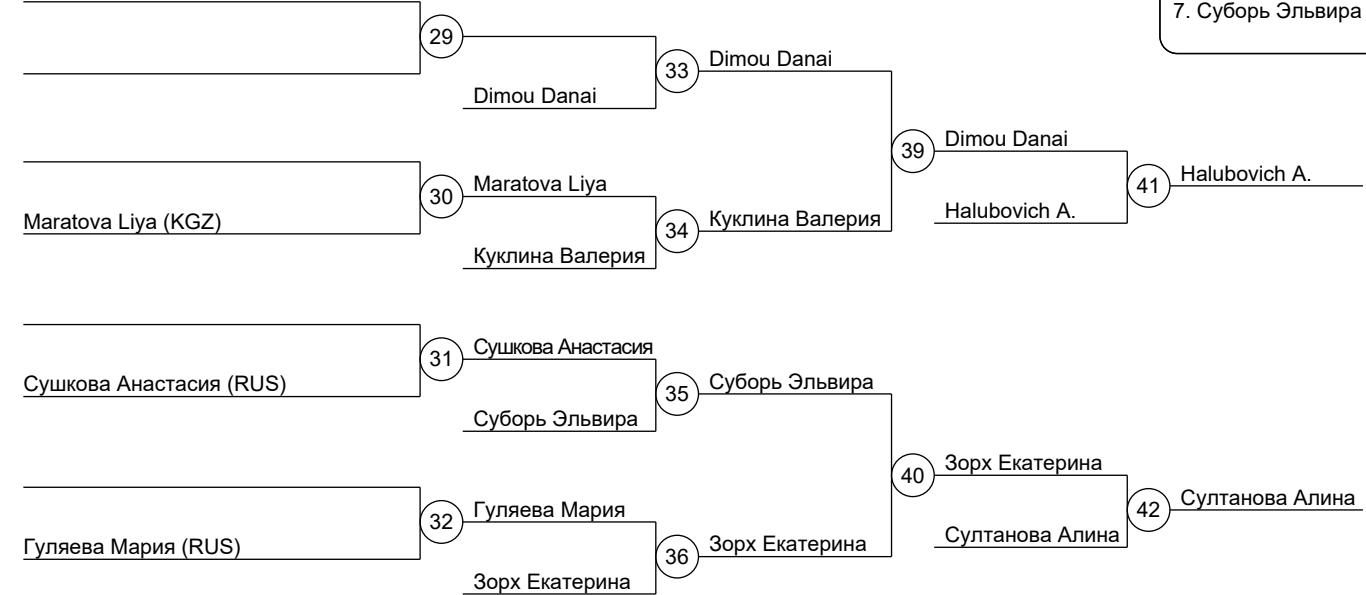 7. Суборь Эльвира
29
Dimou Danai
33
Dimou Danai
39
Dimou Danai
Maratova Liya (KGZ)
30
Maratova Liya
Куклина Валерия
34
Куклина Валерия
Halubovich A.
41
Halubovich A.
Сушкова Анастасия (RUS)
31
Сушкова Анастасия
Суборь Эльвира
35
Суборь Эльвира
Гуляева Мария (RUS)
32
Гуляева Мария
Зорх Екатерина
36
Зорх Екатерина
40
Зорх Екатерина
Султанова Алина
42
Султанова Алина